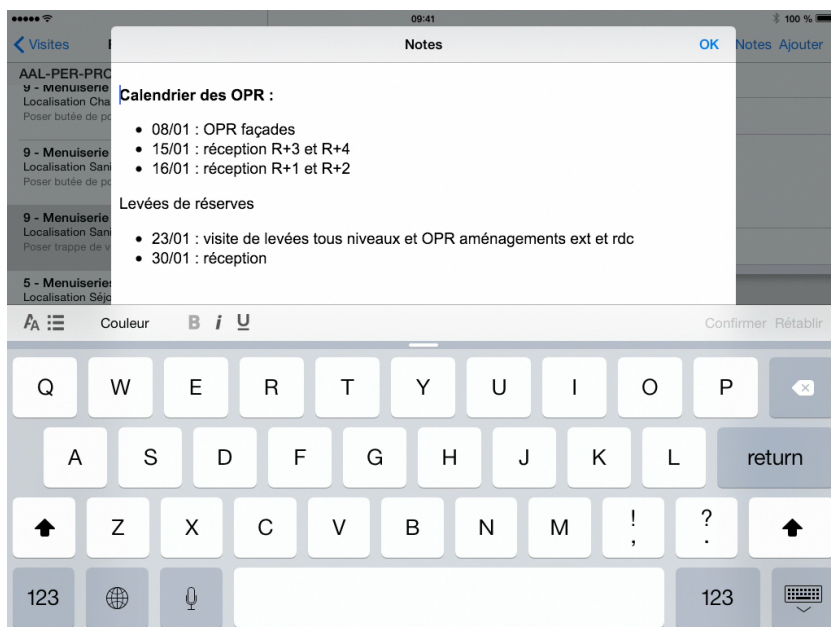 09:41
100 %
Visites
Notes
OK
Notes Ajouter
AAL-PER-PRO
9 - Menuiserie
Localisation Cha
Poser butée de po
9 - Menuiserie
Localisation Sani
Poser butée de po
9 - Menuiserie
Localisation Sani
Poser trappe de v
5 - Menuiserie
Localisation Séjo
Calendrier des OPR :
• 08/01 : OPR façades
• 15/01 : réception R+3 et R+4
• 16/01 : réception R+1 et R+2
Levées de réserves
• 23/01 : visite de levées tous niveaux et OPR aménagements ext et rdc
• 30/01 : réception
AA Couleur B i U
Confirmer Rétablir
Q W E R T Y U I O P
A S D F G H J K L return
Z X C V B N M ! , ? .
123 123